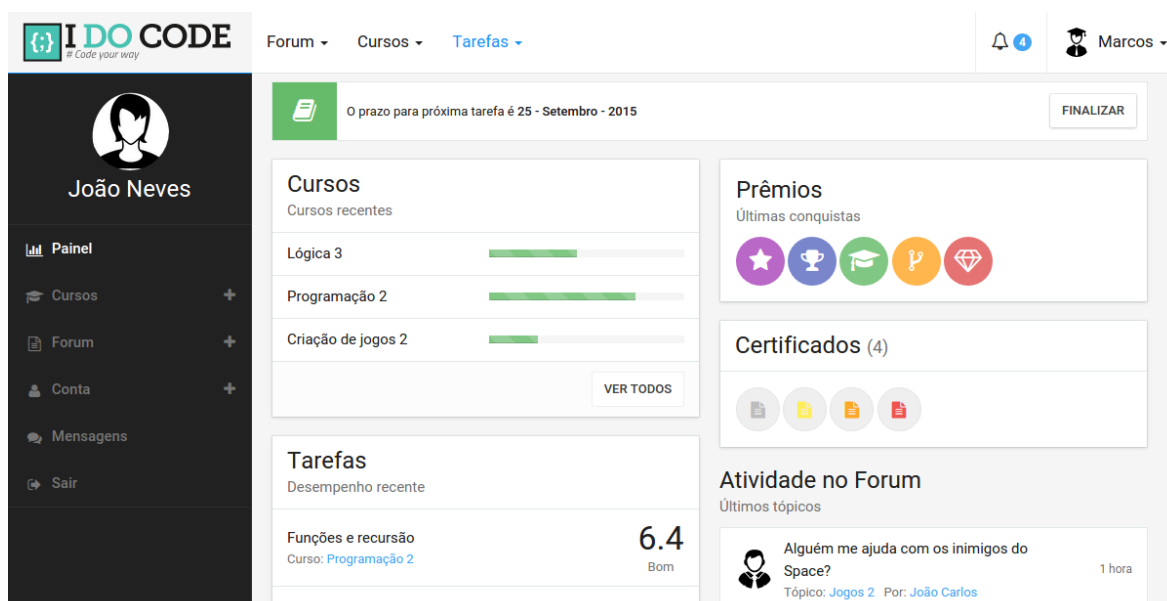 {;} I DO CODE
# Code your way
Forum Cursos Tarefas 4 Marcos
João Neves
Painel
Cursos +
Forum +
Conta +
Mensagens
Sair
O prazo para próxima tarefa é 25 - Setembro - 2015 FINALIZAR
Cursos
Cursos recentes
Lógica 3
Programação 2
Criação de jogos 2
VER TODOS
Tarefas
Desempenho recente
Funções e recursão 6.4
Curso: Programação 2 Bom
Prêmios
Últimas conquistas
Certificados (4)
Atividade no Forum
Últimos tópicos
Alguém me ajuda com os inimigos do
Space? 1 hora
Tópico: Jogos 2 Por: João Carlos